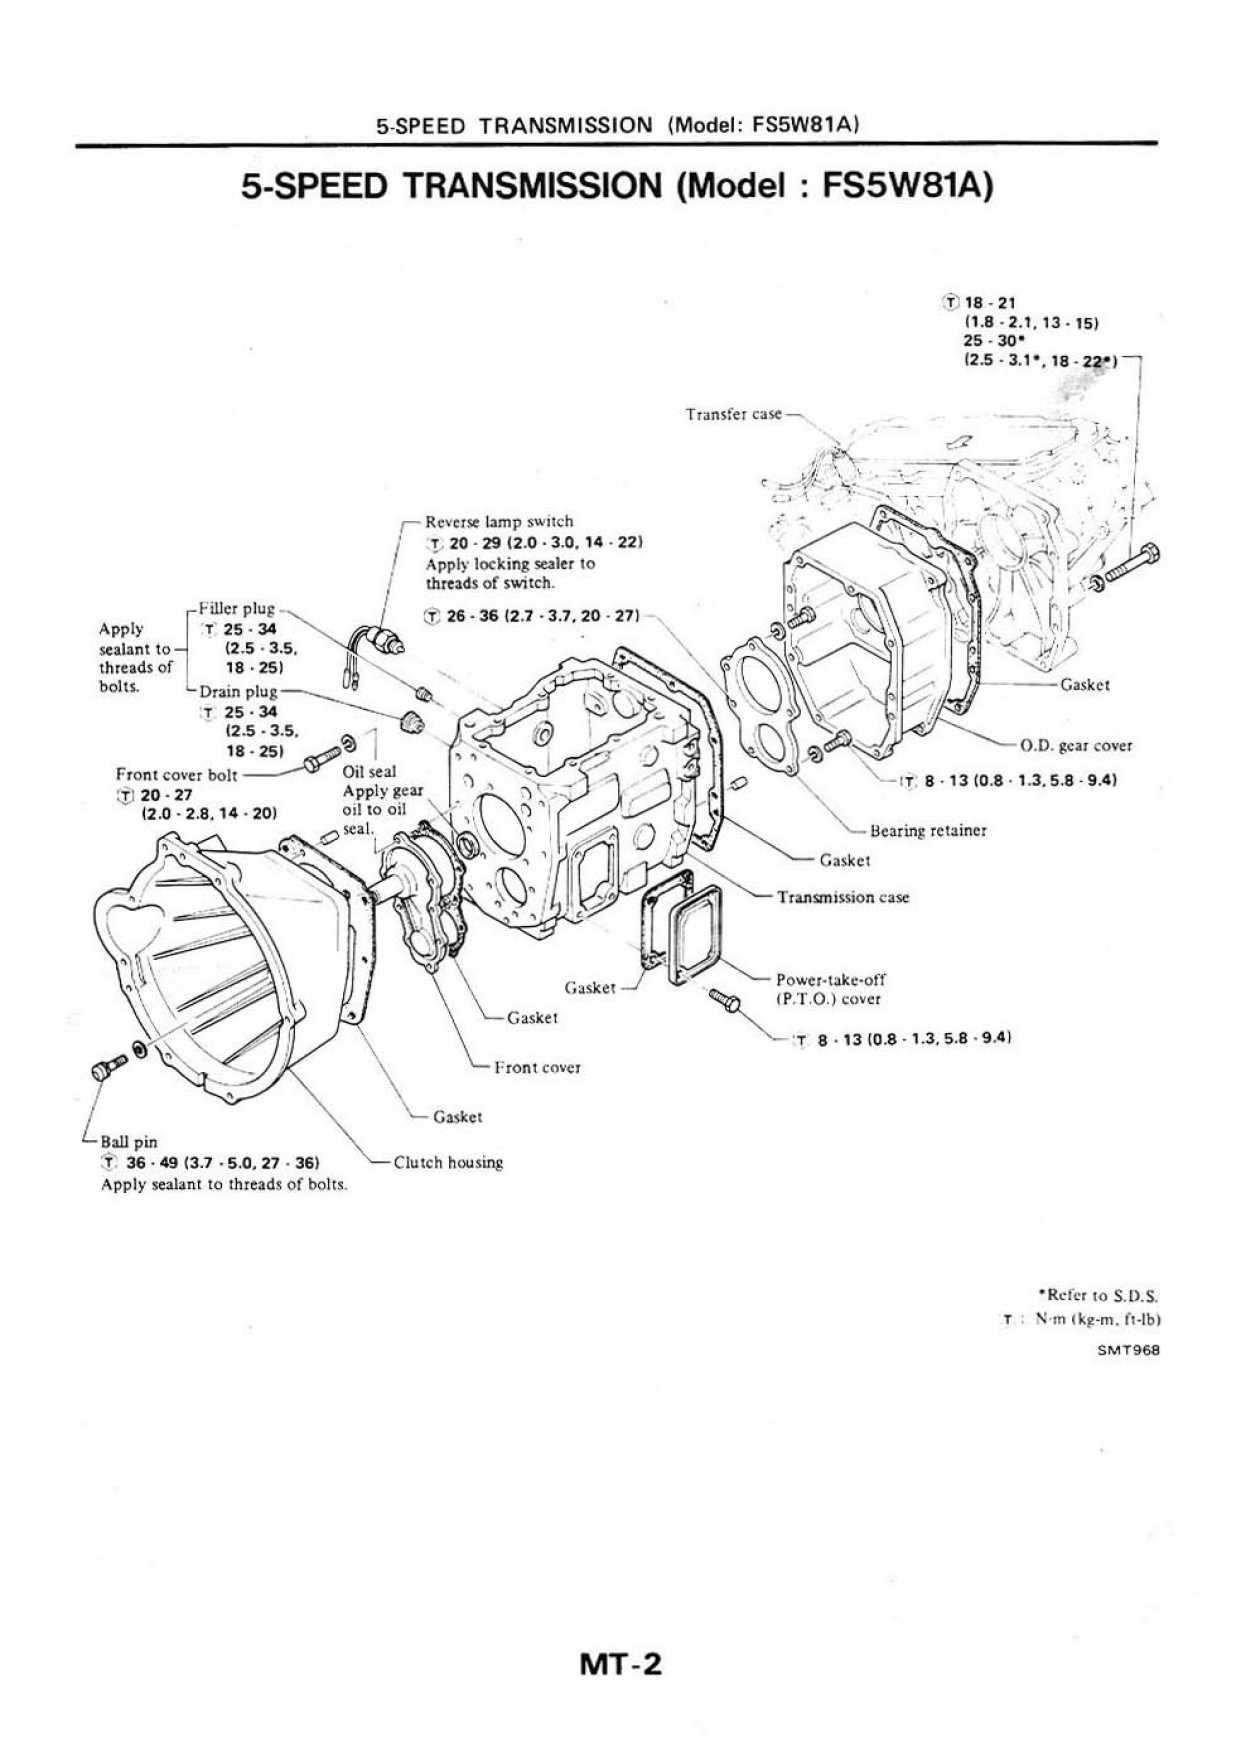 5-SPEED TRANSMISSION (Model: FS5W81A)
5-SPEED TRANSMISSION (Model : FS5W81A)
T 18 - 21
(1.8 - 2.1, 13 - 15)
25 - 30*
(2.5 - 3.1*, 18 - 22*)
Transfer case
Reverse lamp switch
T 20 - 29 (2.0 - 3.0, 14 - 22)
Apply locking sealer to
threads of switch.
T 26 - 36 (2.7 - 3.7, 20 - 27)
Filler plug
T 25 - 34
(2.5 - 3.5,
18 - 25)
Apply
sealant to
threads of
bolts.
Drain plug
T 25 - 34
(2.5 - 3.5,
18 - 25)
Front cover bolt
T 20 - 27
(2.0 - 2.8, 14 - 20)
Oil seal
Apply gear
oil to oil
seal.
Gasket
O.D. gear cover
T 8 - 13 (0.8 - 1.3, 5.8 - 9.4)
Bearing retainer
Gasket
Transmission case
Power-take-off
(P.T.O.) cover
Gasket
T 8 - 13 (0.8 - 1.3, 5.8 - 9.4)
Gasket
Front cover
Gasket
Clutch housing
Ball pin
T 36 - 49 (3.7 - 5.0, 27 - 36)
Apply sealant to threads of bolts.
*Refer to S.D.S.
T : N·m (kg-m, ft-lb)
SMT968
MT-2